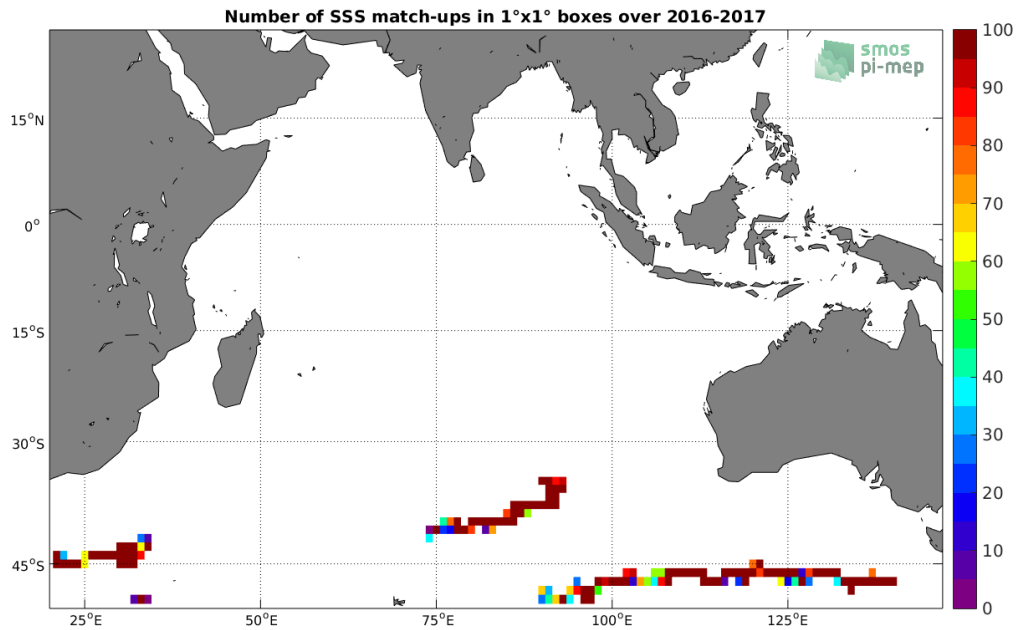 Number of SSS match-ups in 1°x1° boxes over 2016-2017
smos
pi-mep
100
90
80
70
60
50
40
30
20
10
0
15°N
0°
15°S
30°S
45°S
25°E
50°E
75°E
100°E
125°E